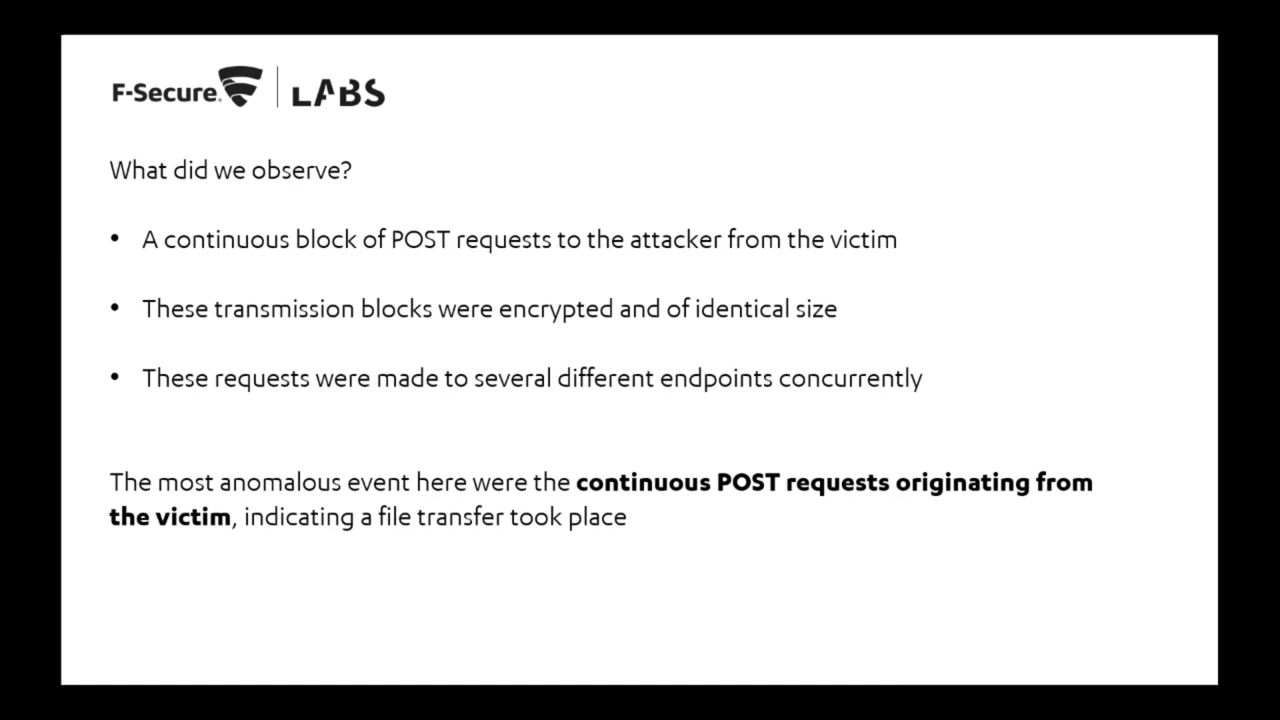 F-Secure. LABS
What did we observe?
• A continuous block of POST requests to the attacker from the victim
• These transmission blocks were encrypted and of identical size
• These requests were made to several different endpoints concurrently
The most anomalous event here were the continuous POST requests originating from
the victim, indicating a file transfer took place